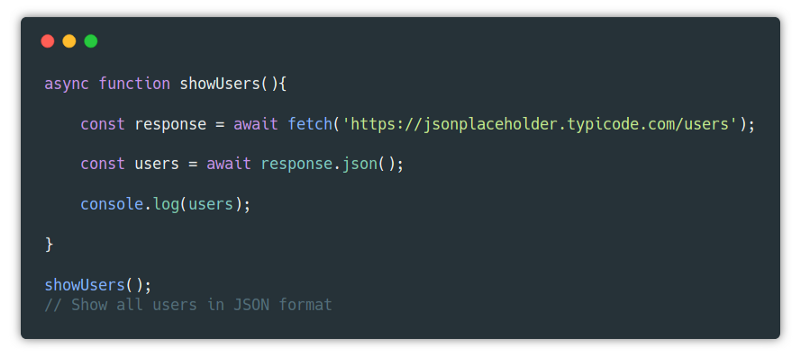 async function showUsers(){
const response = await fetch('https://jsonplaceholder.typicode.com/users');
const users = await response.json();
console.log(users);
}
showUsers();
// Show all users in JSON format